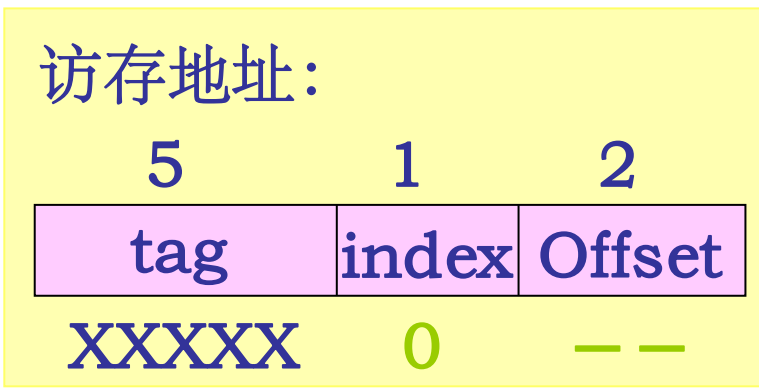 访存地址：
5 1 2
tag index Offset
XXXXX 0 – –